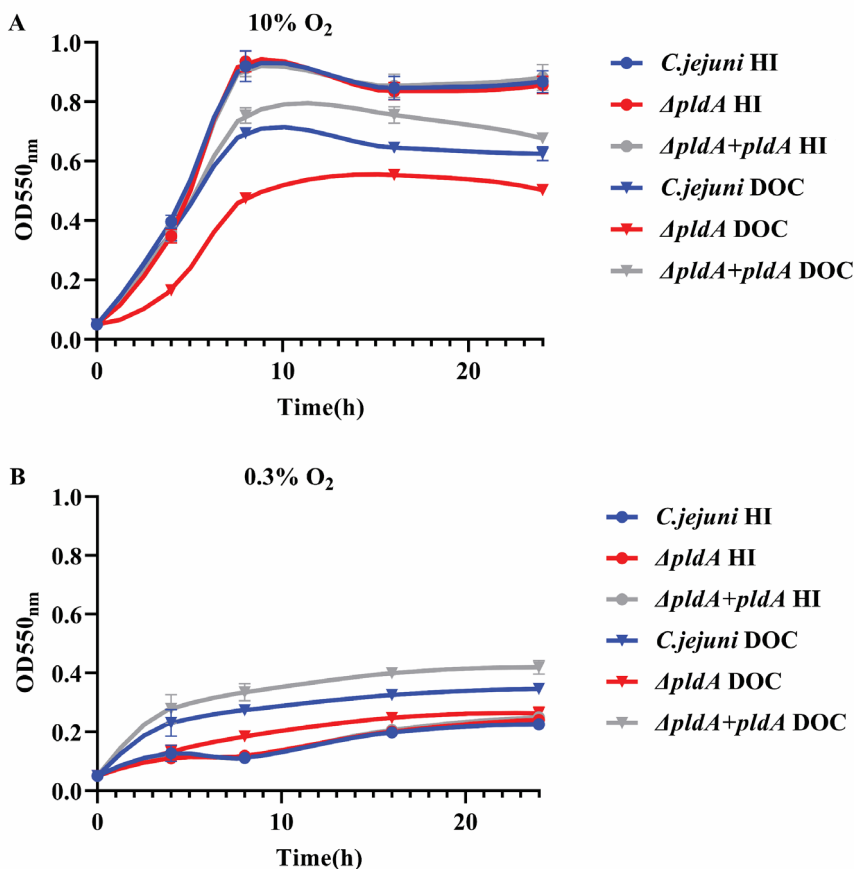 A
10% O₂
1.0
0.8
0.6
0.4
0.2
0.0
OD550nm
0
10
20
Time(h)
C.jejuni HI
ΔpldA HI
ΔpldA+pldA HI
C.jejuni DOC
ΔpldA DOC
ΔpldA+pldA DOC
B
0.3% O₂
1.0
0.8
0.6
0.4
0.2
0.0
OD550nm
0
10
20
Time(h)
C.jejuni HI
ΔpldA HI
ΔpldA+pldA HI
C.jejuni DOC
ΔpldA DOC
ΔpldA+pldA DOC